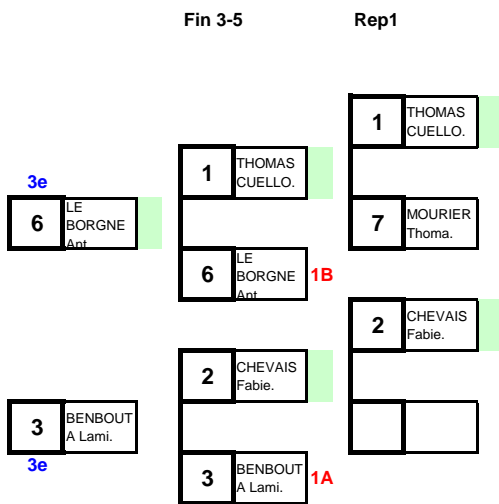 Fin 3-5
Rep1
1
THOMAS
CUELLO.
1
THOMAS
CUELLO.
3e
6
LE
BORGNE
Ant
7
MOURIER
Thoma.
6
LE
BORGNE
Ant
1B
2
CHEVAIS
Fabie.
2
CHEVAIS
Fabie.
3
BENBOUT
A Lami.
3e
3
BENBOUT
A Lami.
1A